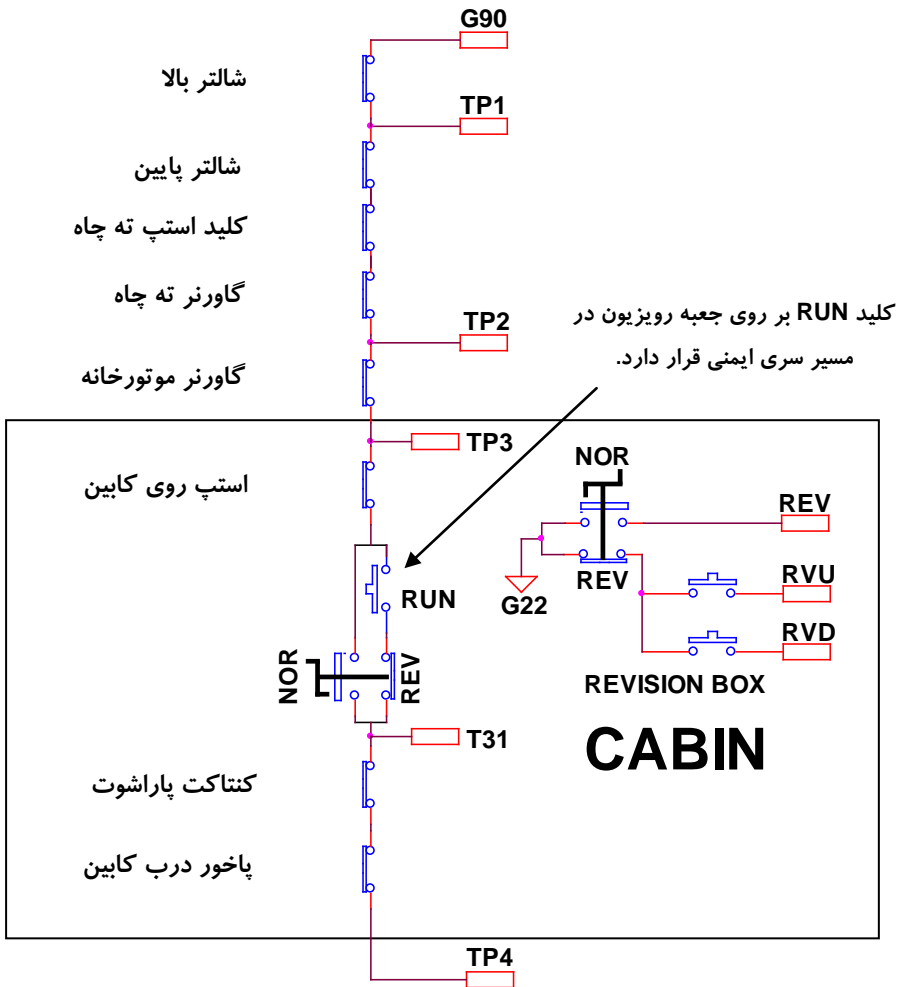 G90
شالتر بالا
TP1
شالتر پایین
کلید استپ ته چاه
گاورنر ته چاه
TP2
کلید RUN بر روی جعبه رویزیون در
مسیر سری ایمنی قرار دارد.
گاورنر موتورخانه
TP3
استپ روی کابین
NOR
REV
REV
G22
RVU
RVD
RUN
NOR
REV
REVISION BOX
T31
CABIN
کنتاکت پاراشوت
پاخور درب کابین
TP4